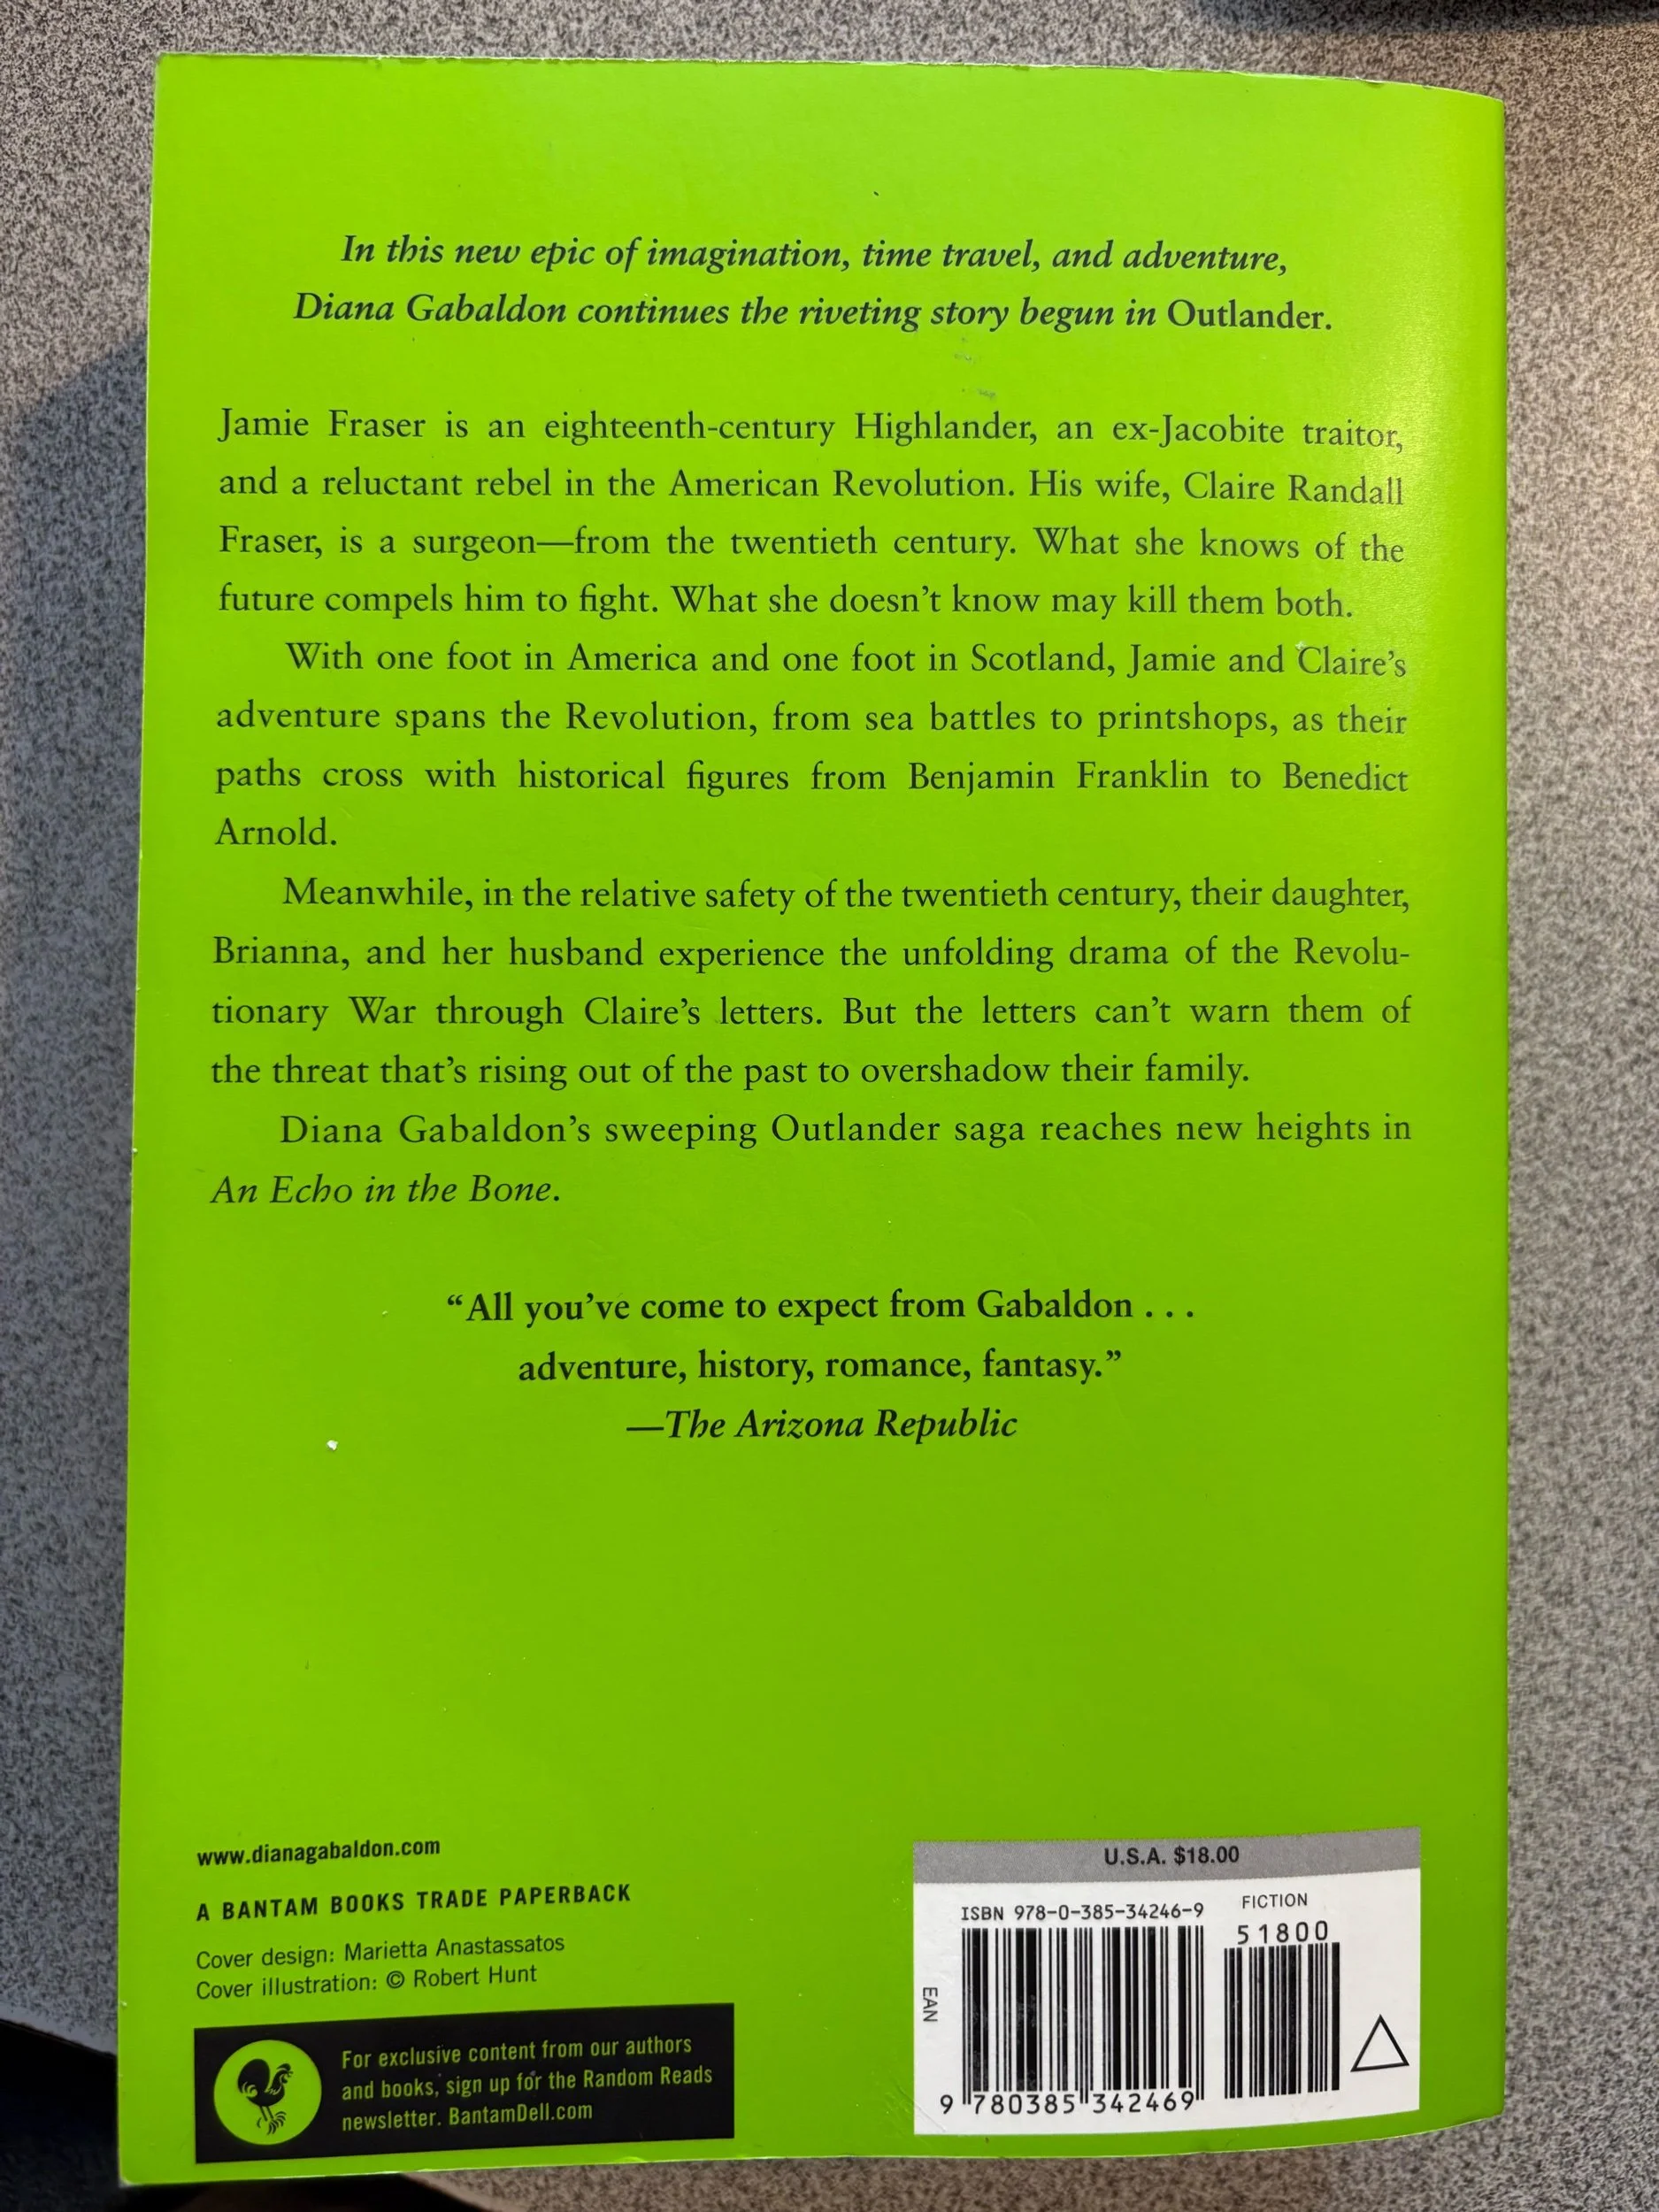 In this new epic of imagination, time travel, and adventure,
Diana Gabaldon continues the riveting story begun in Outlander.
Jamie Fraser is an eighteenth-century Highlander, an ex-Jacobite traitor,
and a reluctant rebel in the American Revolution. His wife, Claire Randall
Fraser, is a surgeon—from the twentieth century. What she knows of the
future compels him to fight. What she doesn’t know may kill them both.
With one foot in America and one foot in Scotland, Jamie and Claire’s
adventure spans the Revolution, from sea battles to printshops, as their
paths cross with historical figures from Benjamin Franklin to Benedict
Arnold.
Meanwhile, in the relative safety of the twentieth century, their daughter,
Brianna, and her husband experience the unfolding drama of the Revolu-
tionary War through Claire’s letters. But the letters can’t warn them of
the threat that’s rising out of the past to overshadow their family.
Diana Gabaldon’s sweeping Outlander saga reaches new heights in
An Echo in the Bone.
“All you’ve come to expect from Gabaldon . . .
adventure, history, romance, fantasy.”
—The Arizona Republic
www.dianagabaldon.com
A BANTAM BOOKS TRADE PAPERBACK
Cover design: Marietta Anastassatos
Cover illustration: © Robert Hunt
For exclusive content from our authors
and books, sign up for the Random Reads
newsletter. BantamDell.com
U.S.A. $18.00
ISBN 978-0-385-34246-9
FICTION
51800
EAN
9 780385 342469